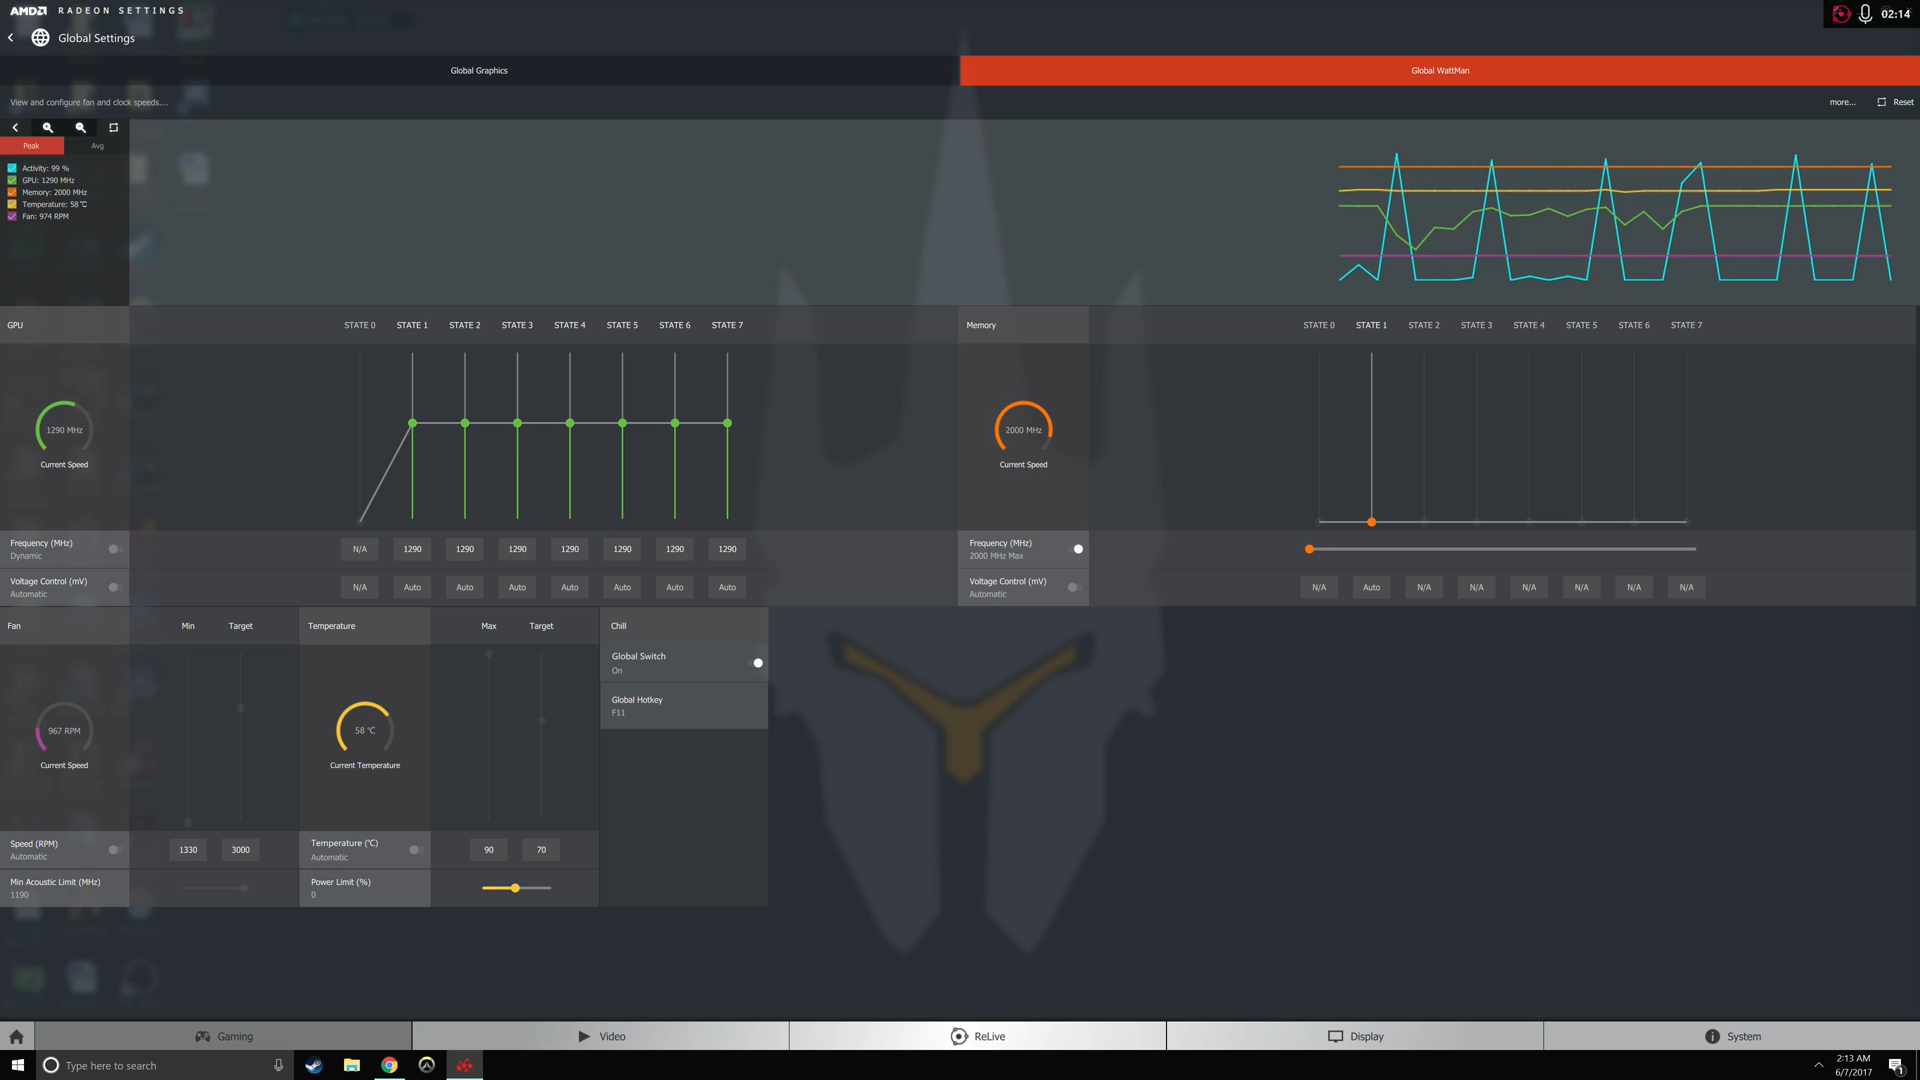 AMD RADEON SETTINGS
02:14
Global Settings
Global Graphics
Global WattMan
View and configure fan and clock speeds....
more...
Reset
Peak
Avg
Activity: 99 %
GPU: 1290 MHz
Memory: 2000 MHz
Temperature: 58 °C
Fan: 974 RPM
GPU
STATE 0 STATE 1 STATE 2 STATE 3 STATE 4 STATE 5 STATE 6 STATE 7
1290 MHz
Current Speed
Frequency (MHz)
Dynamic
N/A 1290 1290 1290 1290 1290 1290 1290
Voltage Control (mV)
Automatic
N/A Auto Auto Auto Auto Auto Auto Auto
Memory
STATE 0 STATE 1 STATE 2 STATE 3 STATE 4 STATE 5 STATE 6 STATE 7
2000 MHz
Current Speed
Frequency (MHz)
2000 MHz Max
Voltage Control (mV)
Automatic
N/A Auto N/A N/A N/A N/A N/A N/A
Fan
Min Target
967 RPM
Current Speed
Speed (RPM)
Automatic
1330 3000
Min Acoustic Limit (MHz)
1190
Temperature
Max Target
58 °C
Current Temperature
Temperature (°C)
Automatic
90 70
Power Limit (%)
0
Chill
Global Switch
On
Global Hotkey
F11
Gaming
Video
ReLive
Display
System
Type here to search
2:13 AM
6/7/2017
1